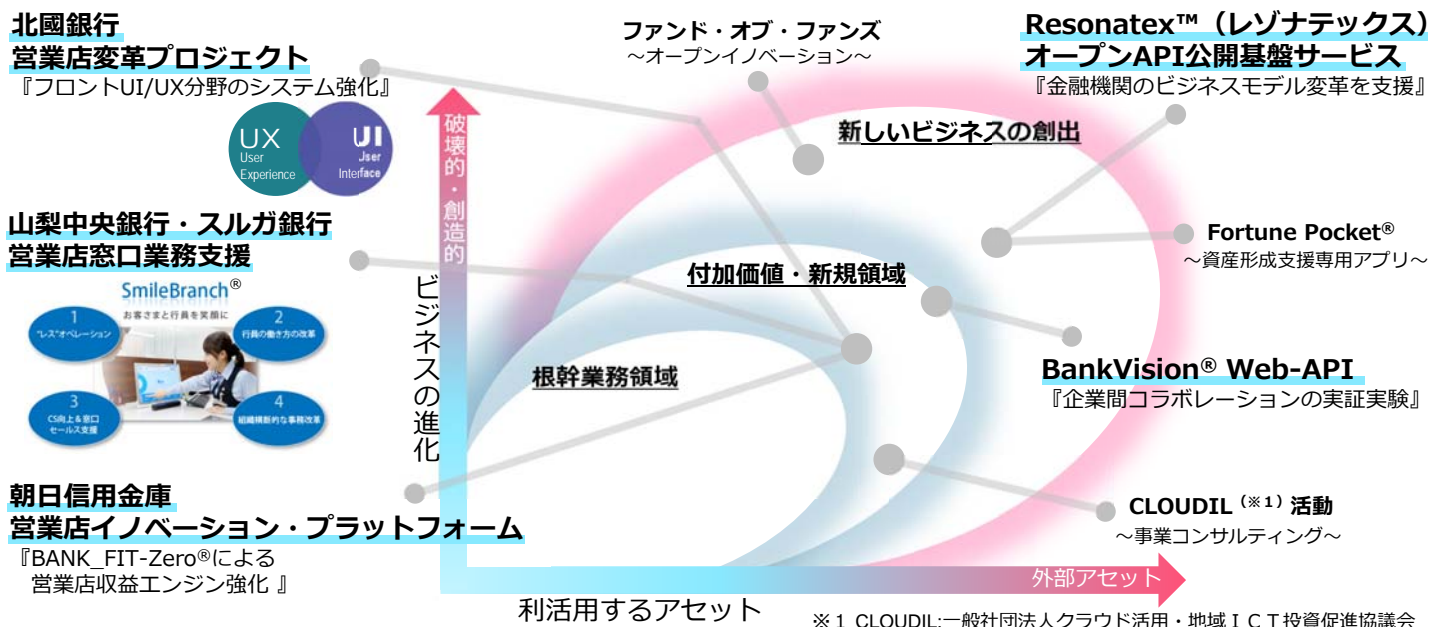 北國銀行
営業店変革プロジェクト
『フロントUI/UX分野のシステム強化』
UX
User
Experience
UI
User
Interface
山梨中央銀行・スルガ銀行
営業店窓口業務支援
SmileBranch®
お客さまと行員を笑顔に
1
"レス"オペレーション
2
行員の働き方の改革
3
CS向上&窓口
セールス支援
4
組織横断的な事務改革
朝日信用金庫
営業店イノベーション・プラットフォーム
『BANK_FIT-Zero®による
営業店収益エンジン強化 』
ファンド・オブ・ファンズ
～オープンイノベーション～
破壊的・創造的
ビジネスの進化
新しいビジネスの創出
付加価値・新規領域
根幹業務領域
Resonatex™（レゾナテックス）
オープンAPI公開基盤サービス
『金融機関のビジネスモデル変革を支援』
Fortune Pocket®
～資産形成支援専用アプリ～
BankVision® Web-API
『企業間コラボレーションの実証実験』
CLOUDIL（※1）活動
～事業コンサルティング～
外部アセット
利活用するアセット
※１ CLOUDIL:一般社団法人クラウド活用・地域ＩＣＴ投資促進協議会